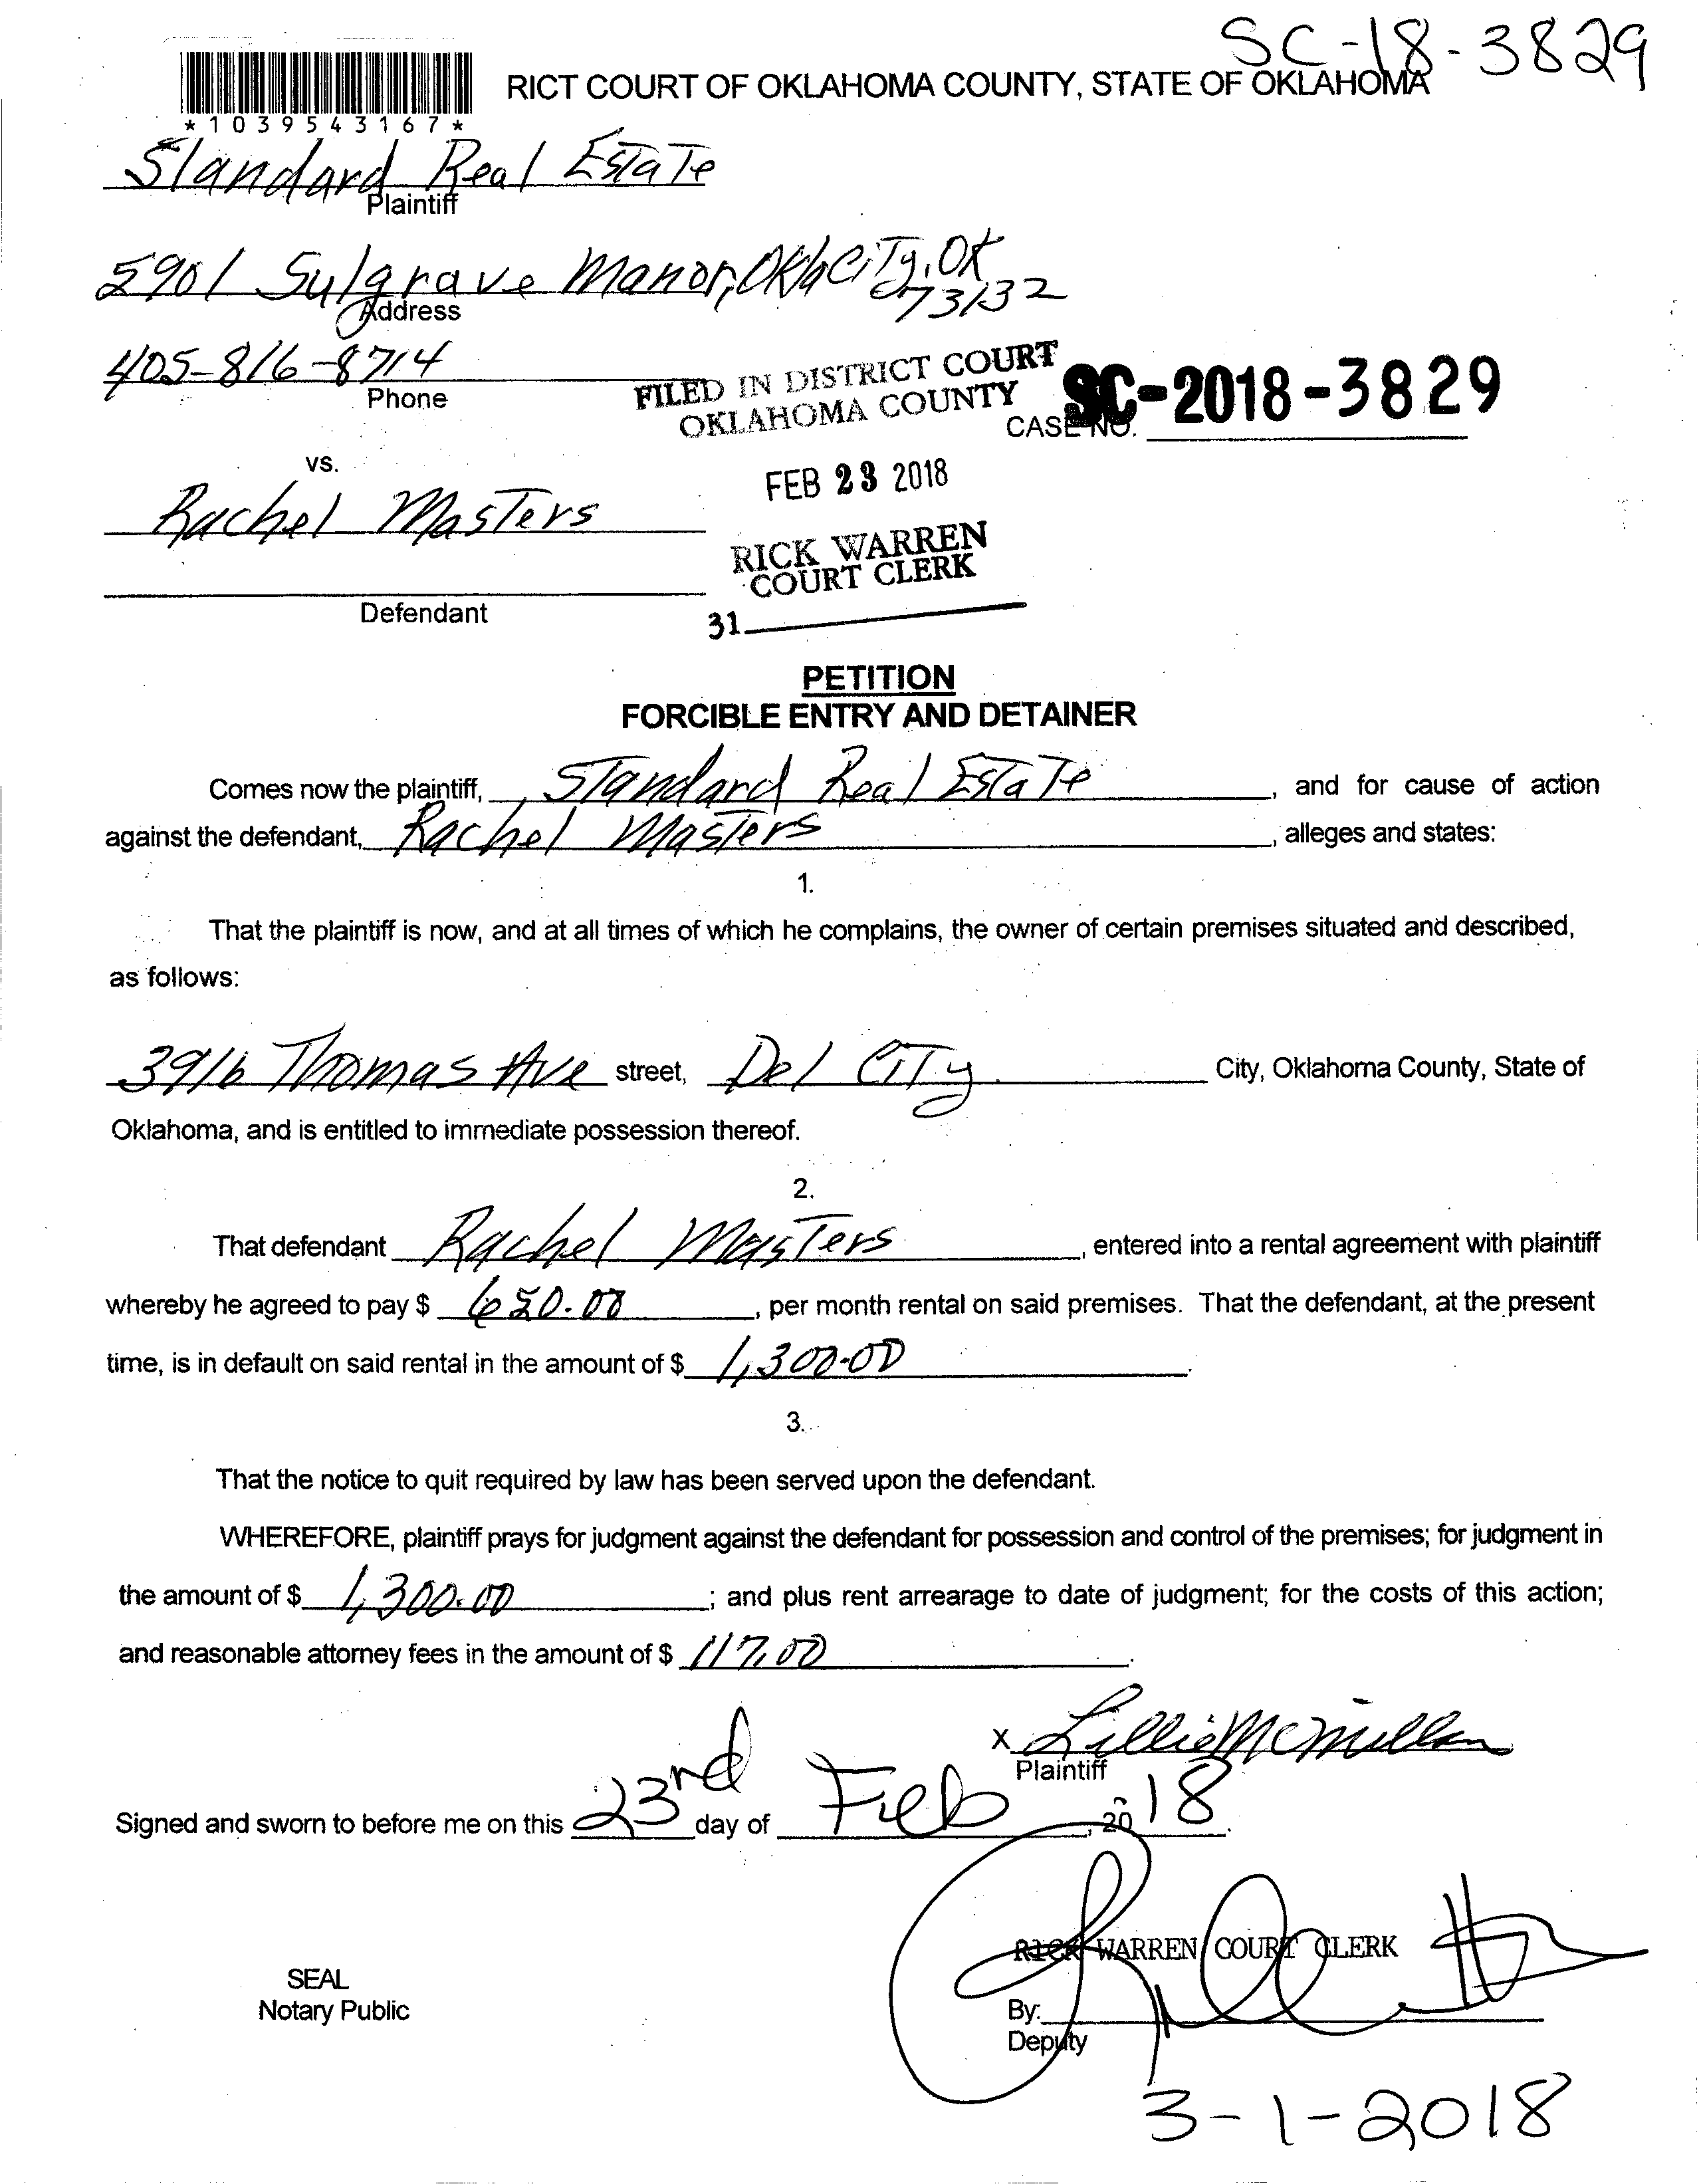 SC-18-3829
RICT COURT OF OKLAHOMA COUNTY, STATE OF OKLAHOMA
*1039543167*
Standard Real Estate
Plaintiff
5901 Sulgrave Manor, Okla City, OK
73132
Address
405-816-8714
Phone
FILED IN DISTRICT COURT
OKLAHOMA COUNTY
CASE NO. SC-2018-3829
vs.
FEB 23 2018
Rachel Masters
RICK WARREN
COURT CLERK
Defendant
31
PETITION
FORCIBLE ENTRY AND DETAINER
Comes now the plaintiff, Standard Real Estate, and for cause of action
against the defendant, Rachel Masters, alleges and states:
1.
That the plaintiff is now, and at all times of which he complains, the owner of certain premises situated and described,
as follows:
3916 Thomas Ave street, Del City City, Oklahoma County, State of
Oklahoma, and is entitled to immediate possession thereof.
2.
That defendant Rachel Masters, entered into a rental agreement with plaintiff
whereby he agreed to pay $ 650.00, per month rental on said premises. That the defendant, at the present
time, is in default on said rental in the amount of $ 1,300.00.
3.
That the notice to quit required by law has been served upon the defendant.
WHEREFORE, plaintiff prays for judgment against the defendant for possession and control of the premises; for judgment in
the amount of $ 1,300.00; and plus rent arrearage to date of judgment; for the costs of this action;
and reasonable attorney fees in the amount of $ 117.00.
x Lillie McMillan
Plaintiff
Signed and sworn to before me on this 23rd day of Feb, 2018.
RICK WARREN COURT CLERK
SEAL
Notary Public
By:
Deputy
3-1-2018